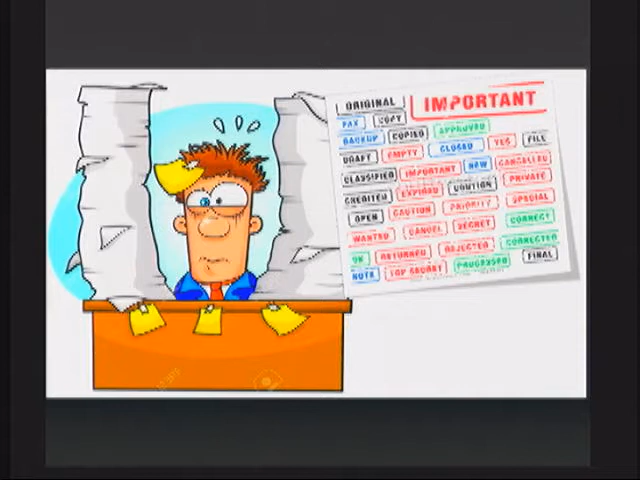 ORIGINAL IMPORTANT
FAX COPY
BACKUP COPIED APPROVED
DRAFT EMPTY CLOSED YES FILE
CLASSIFIED IMPORTANT NEW CANCELLED
CREDITED EXPIRED CAUTION PRIVATE
OPEN CAUTION PRIORITY SPECIAL
WANTED CANCEL SECRET CORRECT
OK RETURNED REJECTED CORRECTED
NOTE TOP SECRET PROCESSED FINAL